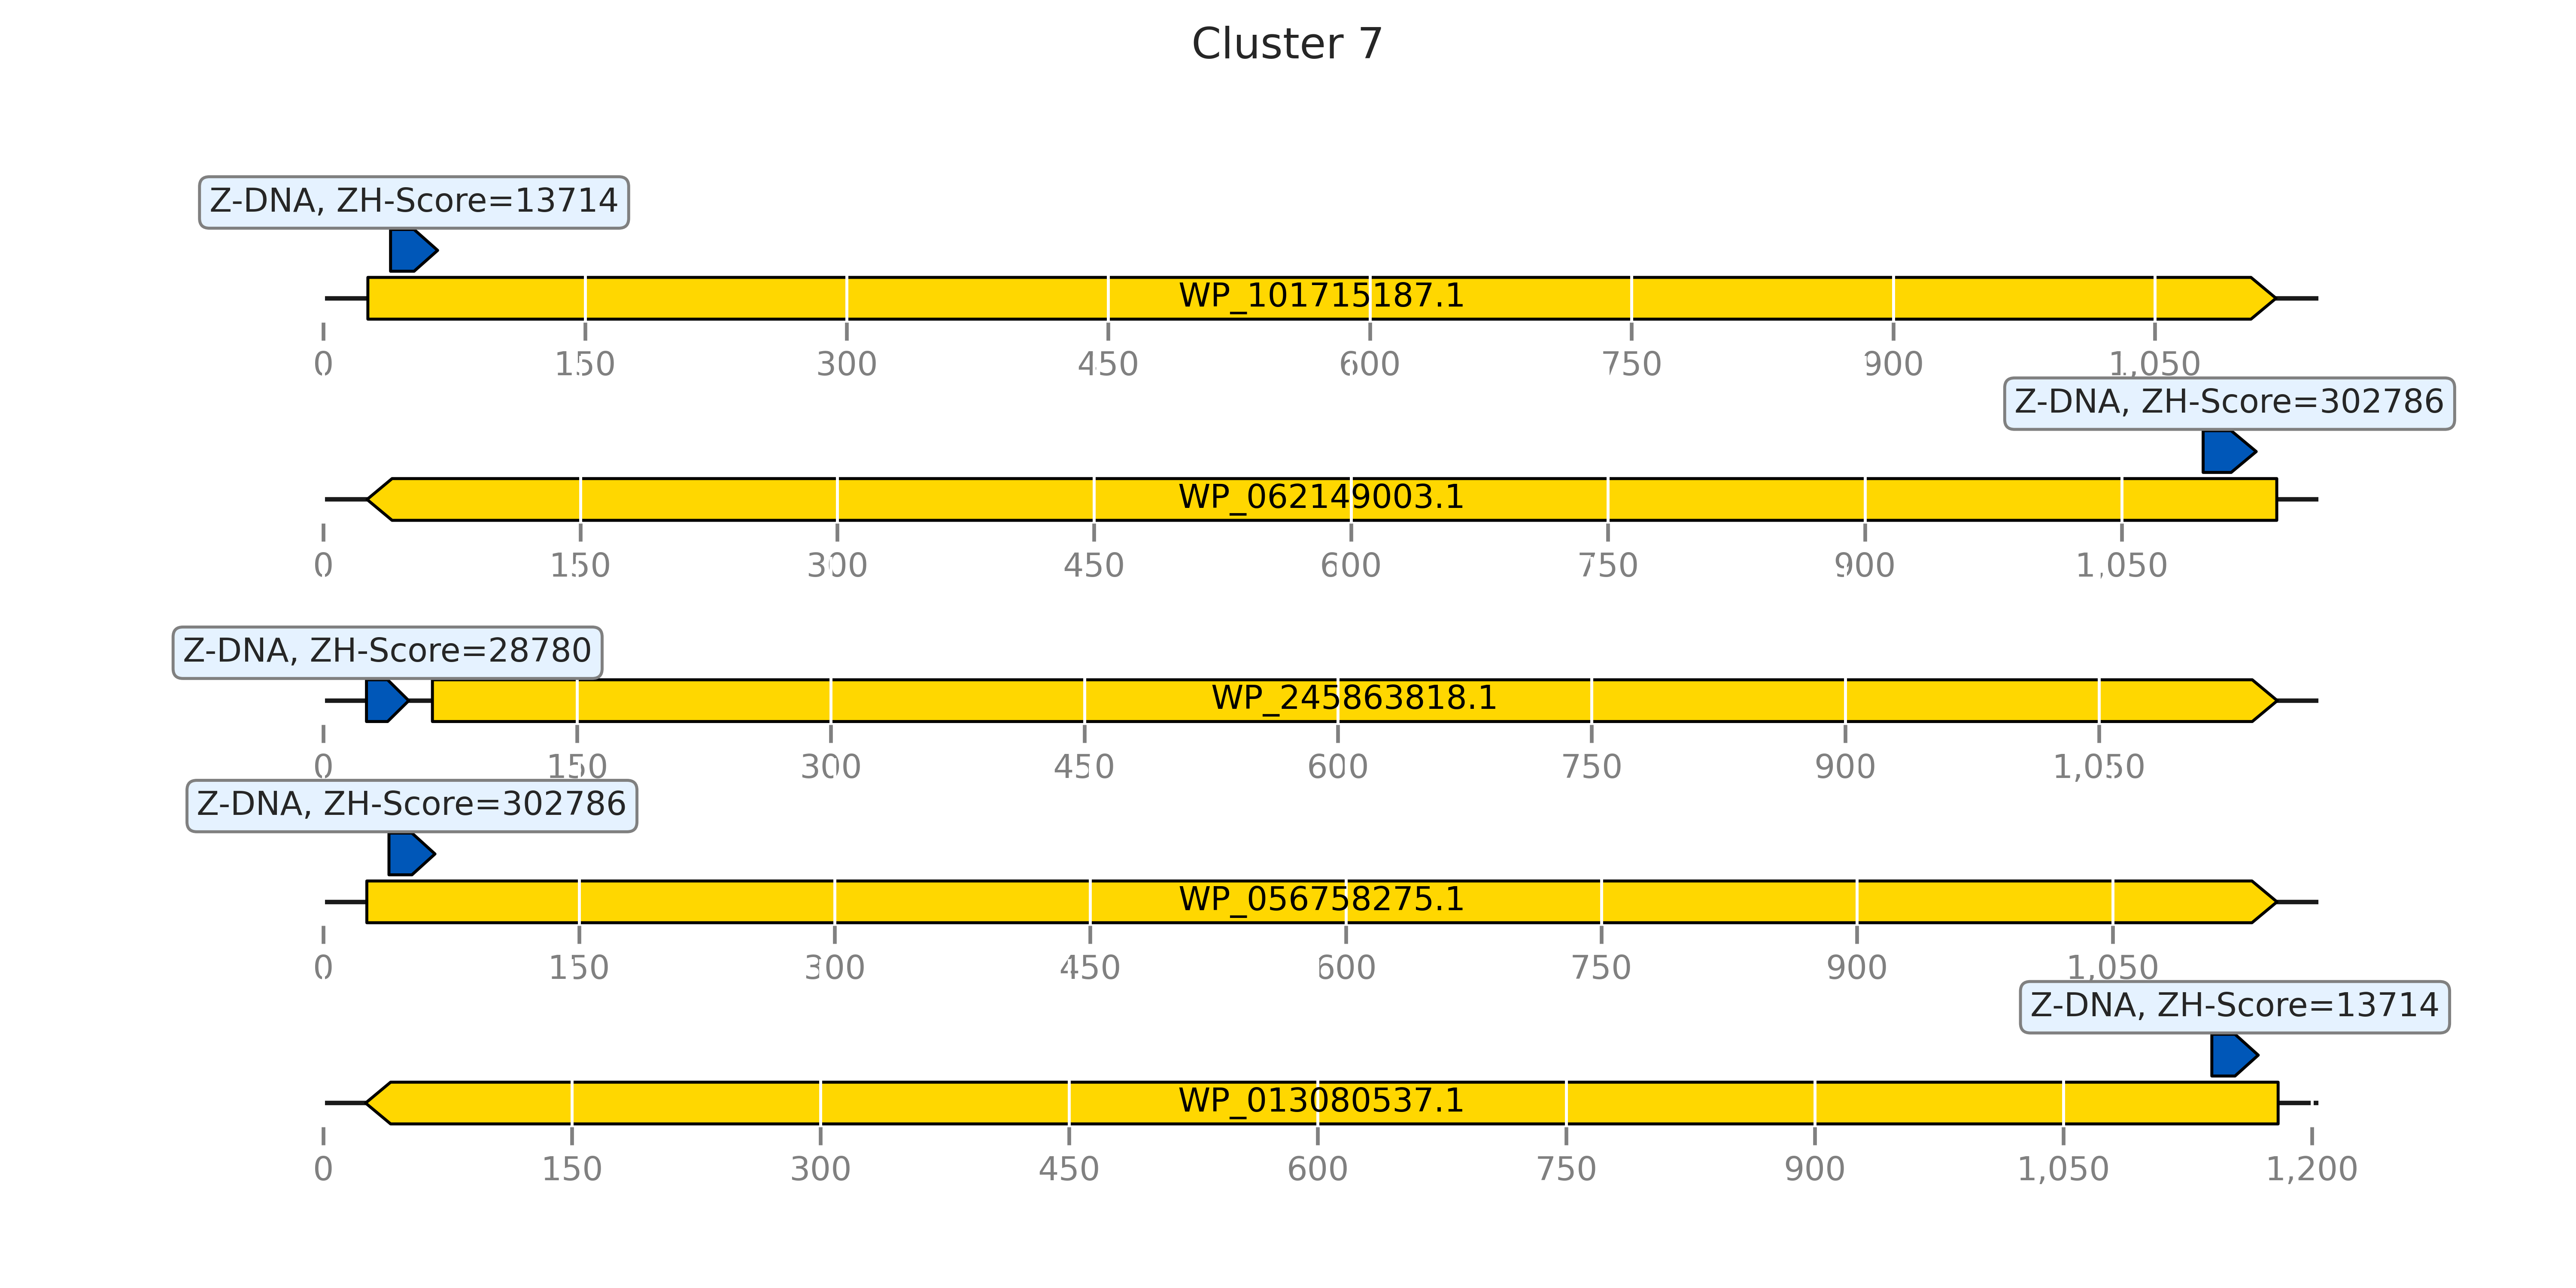 Cluster 7
Z-DNA, ZH-Score=13714
WP_101715187.1
0 150 300 450 600 750 900 1,050
Z-DNA, ZH-Score=302786
WP_062149003.1
0 150 300 450 600 750 900 1,050
Z-DNA, ZH-Score=28780
WP_245863818.1
0 150 300 450 600 750 900 1,050
Z-DNA, ZH-Score=302786
WP_056758275.1
0 150 300 450 600 750 900 1,050
Z-DNA, ZH-Score=13714
WP_013080537.1
0 150 300 450 600 750 900 1,050 1,200